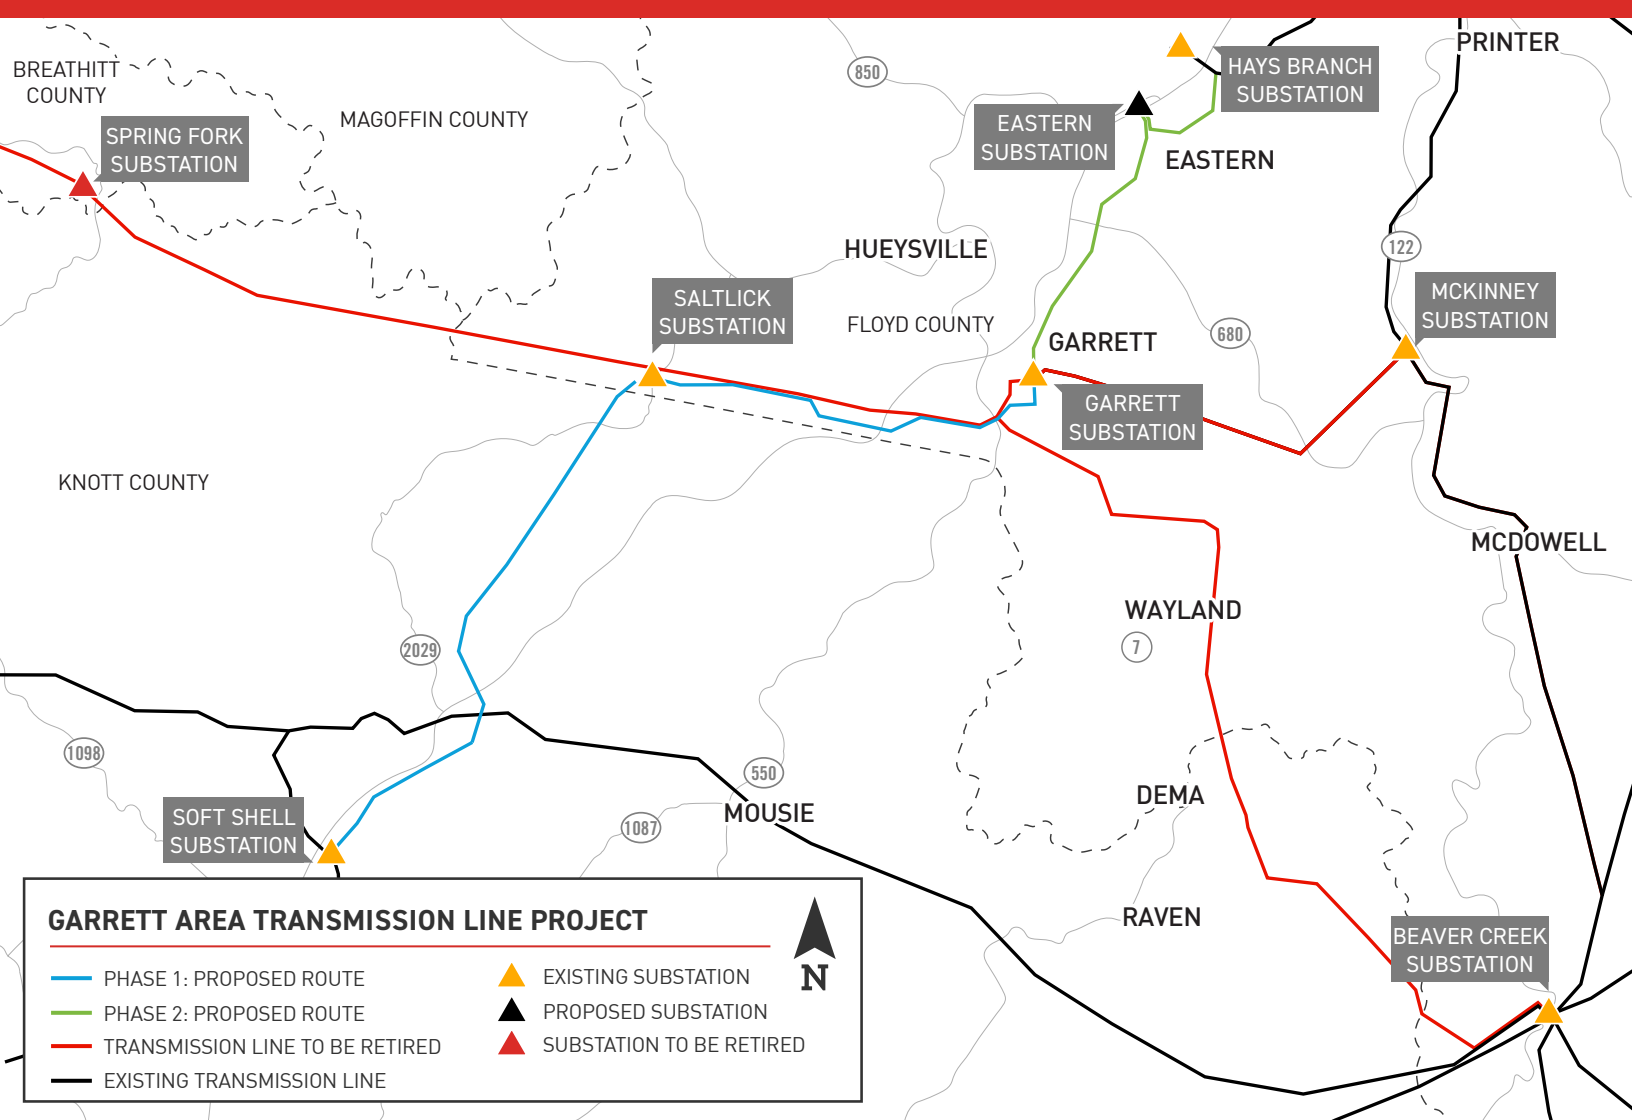 PRINTER
BREATHITT
COUNTY
850
HAYS BRANCH
SUBSTATION
MAGOFFIN COUNTY
EASTERN
SUBSTATION
SPRING FORK
SUBSTATION
EASTERN
HUEYSVILLE
122
SALTLICK
SUBSTATION
MCKINNEY
SUBSTATION
FLOYD COUNTY
GARRETT
680
GARRETT
SUBSTATION
KNOTT COUNTY
MCDOWELL
WAYLAND
7
2029
1098
550
DEMA
MOUSIE
1087
SOFT SHELL
SUBSTATION
RAVEN
BEAVER CREEK
SUBSTATION
GARRETT AREA TRANSMISSION LINE PROJECT
N
PHASE 1: PROPOSED ROUTE
PHASE 2: PROPOSED ROUTE
TRANSMISSION LINE TO BE RETIRED
EXISTING TRANSMISSION LINE
EXISTING SUBSTATION
PROPOSED SUBSTATION
SUBSTATION TO BE RETIRED